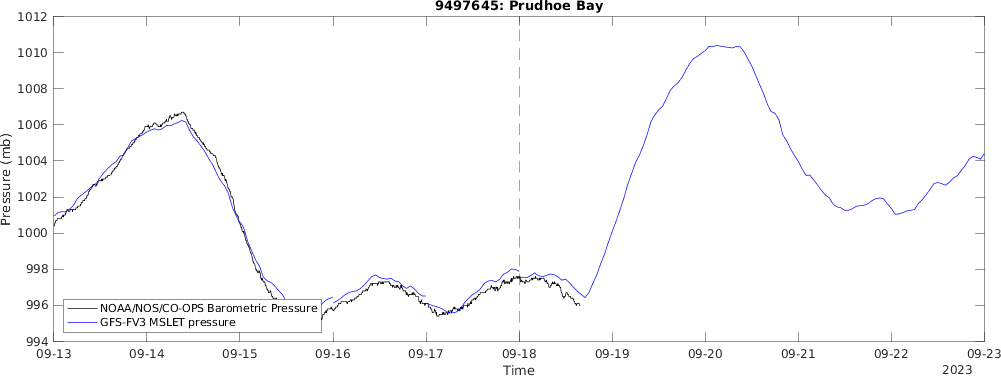 9497645: Prudhoe Bay
1012
1010
1008
1006
1004
1002
1000
998
996
994
Pressure (mb)
NOAA/NOS/CO-OPS Barometric Pressure
GFS-FV3 MSLET pressure
09-13 09-14 09-15 09-16 09-17 09-18 09-19 09-20 09-21 09-22 09-23
Time
2023